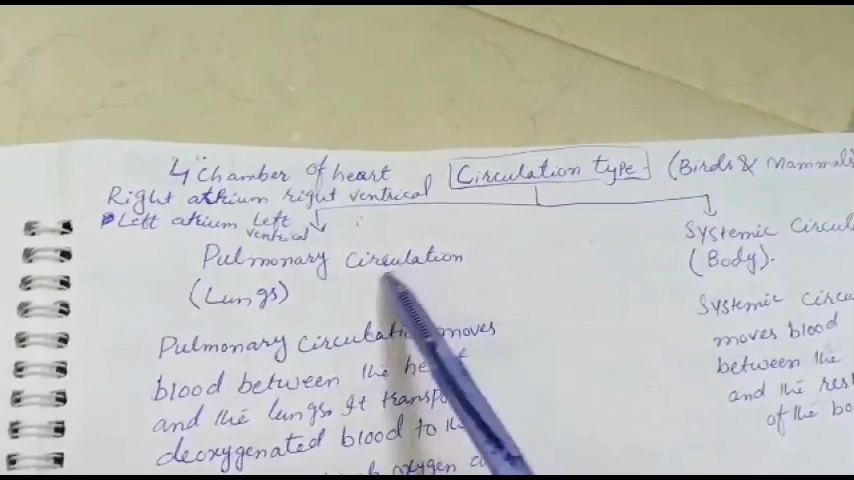 4 Chamber of heart
Circulation type
(Birds & Mammals
Right atrium right ventrical
Left atrium Left
ventrical
Pulmonary Circulation
(Lungs)
Systemic
(Body).
Pulmonary Circulation moves
blood between the
and the lungs. It
deoxygenated blood to
oxygen
Systemic
moves blood
between the
and the
of the